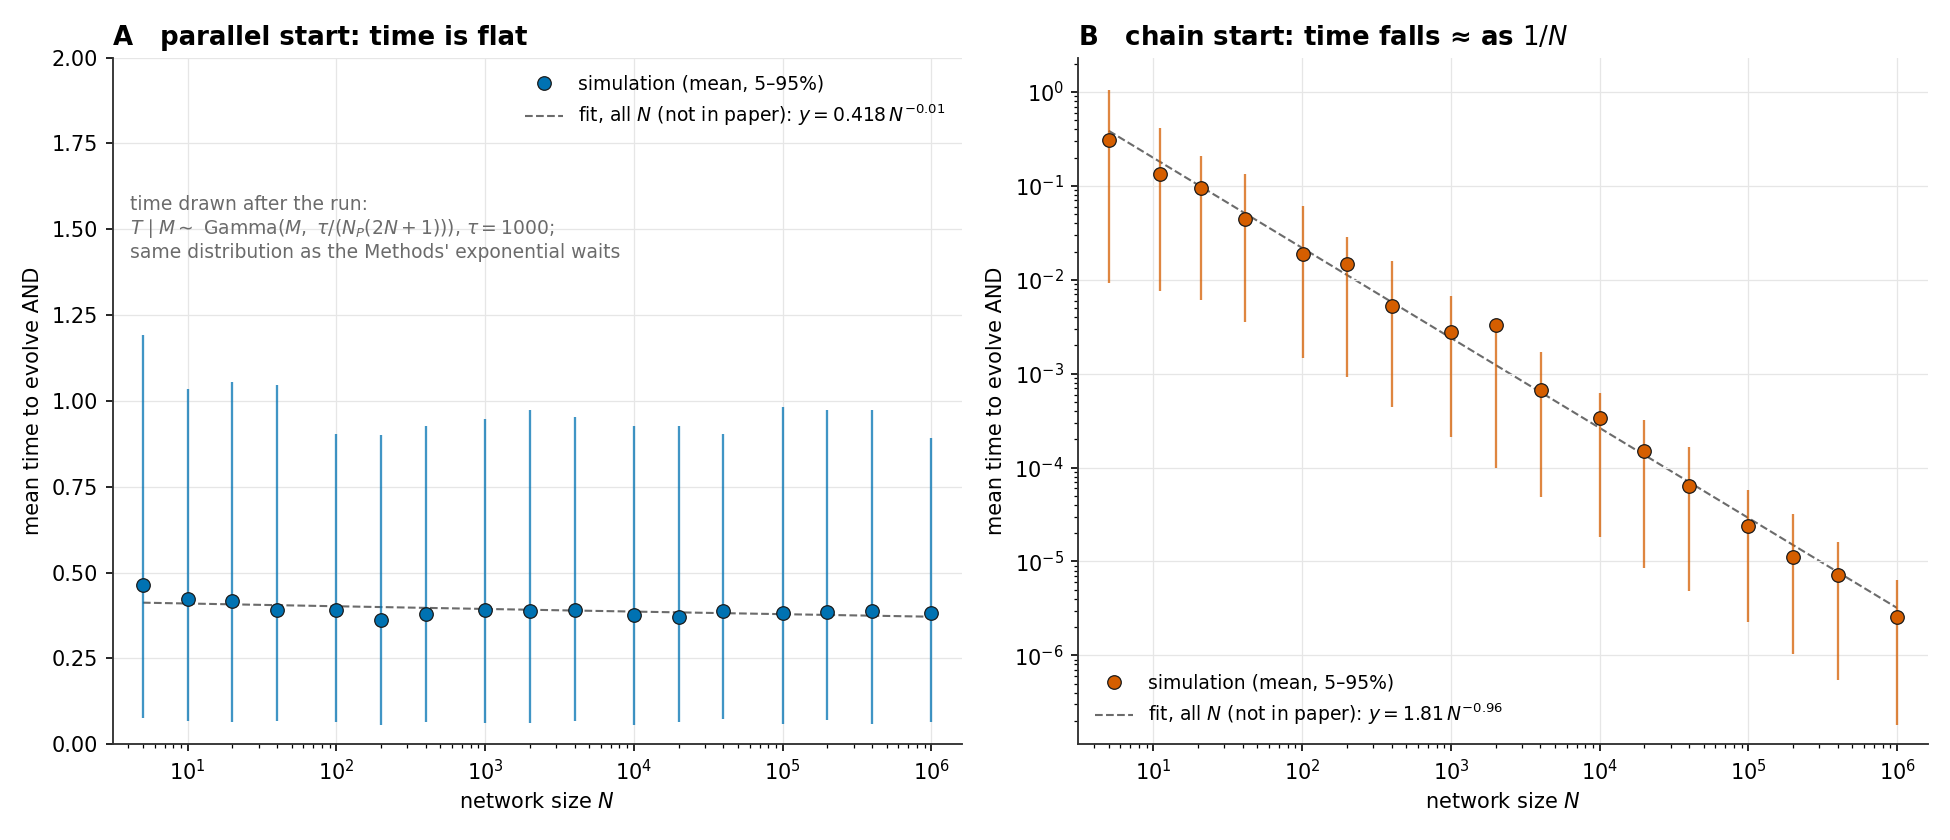 A parallel start: time is flat
2.00
1.75
1.50
1.25
1.00
0.75
0.50
0.25
0.00
mean time to evolve AND
simulation (mean, 5–95%)
fit, all N (not in paper): y = 0.418 N^−0.01
time drawn after the run:
T | M ~ Gamma(M, τ/(N_P(2N + 1))), τ = 1000;
same distribution as the Methods' exponential waits
10^1 10^2 10^3 10^4 10^5 10^6
network size N
B chain start: time falls ≈ as 1/N
10^0
10^−1
10^−2
10^−3
10^−4
10^−5
10^−6
mean time to evolve AND
simulation (mean, 5–95%)
fit, all N (not in paper): y = 1.81 N^−0.96
10^1 10^2 10^3 10^4 10^5 10^6
network size N